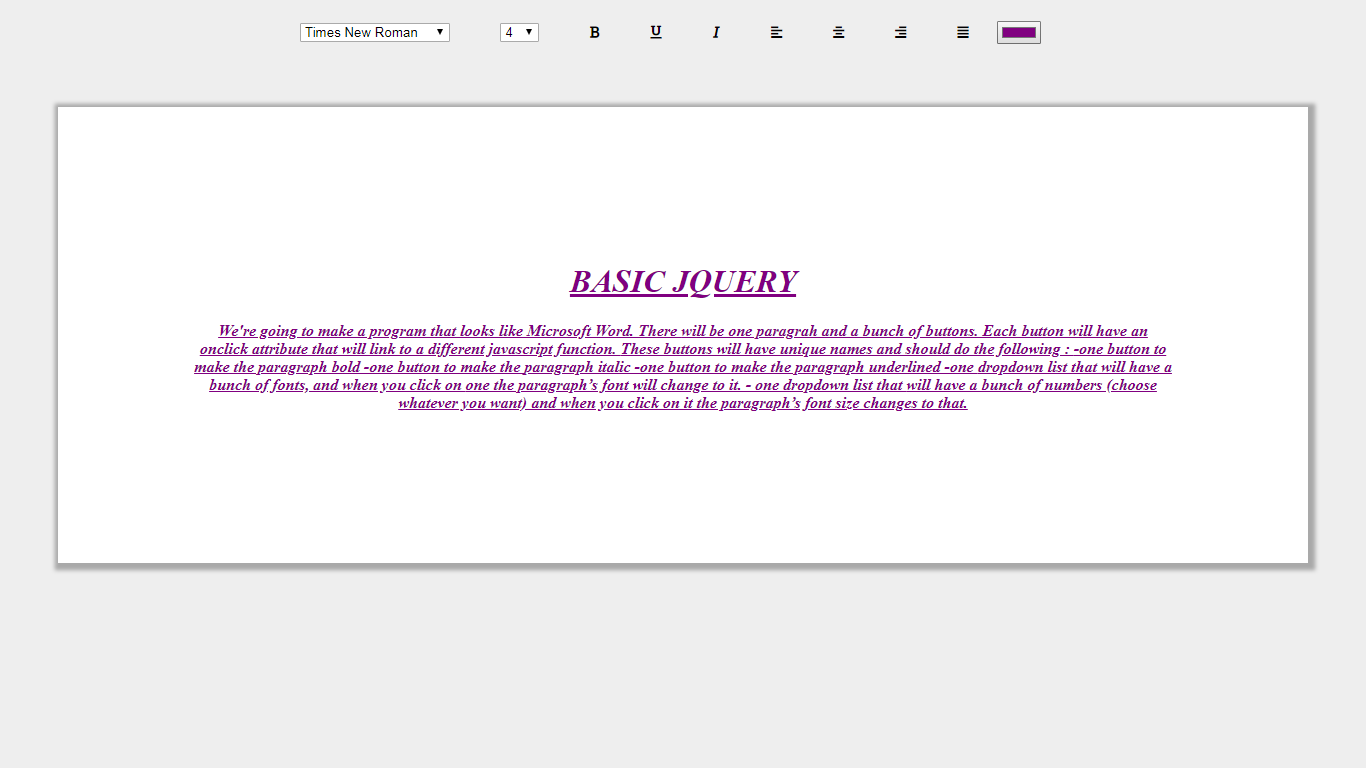 Times New Roman 4 B U I
BASIC JQUERY
We're going to make a program that looks like Microsoft Word. There will be one paragrah and a bunch of buttons. Each button will have an
onclick attribute that will link to a different javascript function. These buttons will have unique names and should do the following : -one button to
make the paragraph bold -one button to make the paragraph italic -one button to make the paragraph underlined -one dropdown list that will have a
bunch of fonts, and when you click on one the paragraph’s font will change to it. - one dropdown list that will have a bunch of numbers (choose
whatever you want) and when you click on it the paragraph’s font size changes to that.